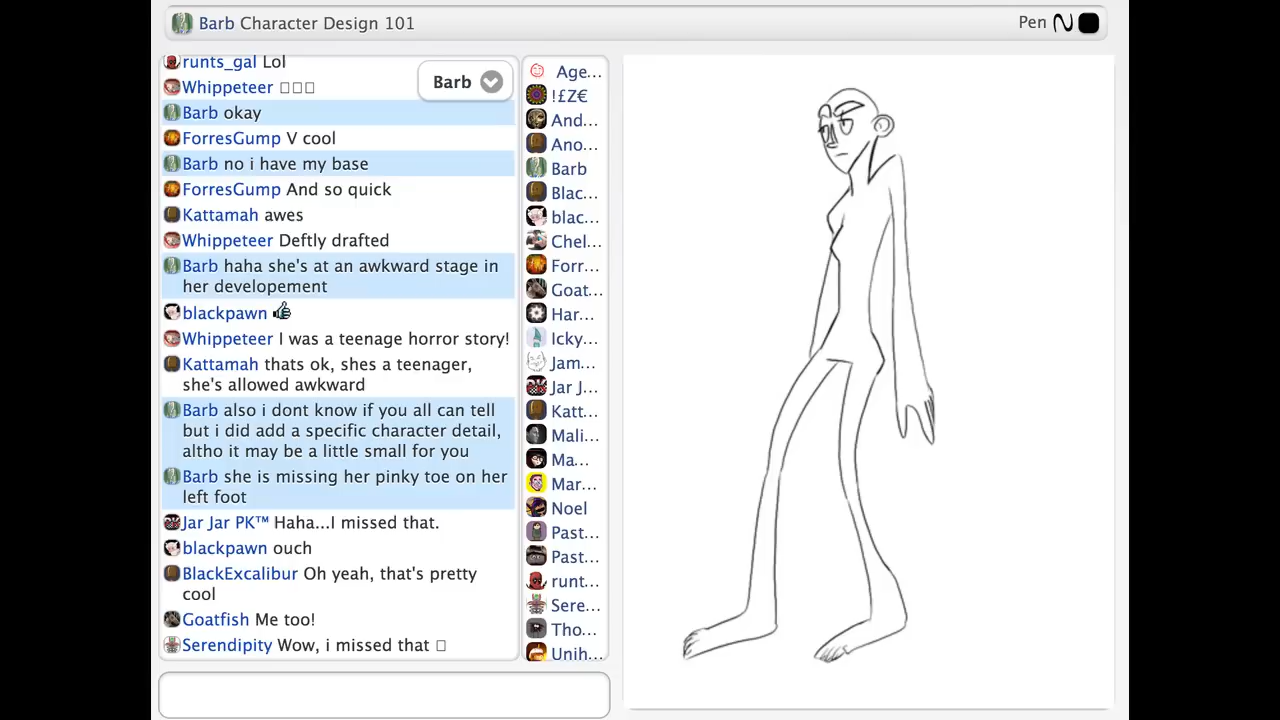 Barb Character Design 101
Pen
runts_gal Lol
Barb
Whippeteer
Barb okay
ForresGump V cool
Barb no i have my base
ForresGump And so quick
Kattamah awes
Whippeteer Deftly drafted
Barb haha she's at an awkward stage in
her developement
blackpawn
Whippeteer I was a teenage horror story!
Kattamah thats ok, shes a teenager,
she's allowed awkward
Barb also i dont know if you all can tell
but i did add a specific character detail,
altho it may be a little small for you
Barb she is missing her pinky toe on her
left foot
Jar Jar PK™ Haha...I missed that.
blackpawn ouch
BlackExcalibur Oh yeah, that's pretty
cool
Goatfish Me too!
Serendipity Wow, i missed that
Age...
!£Z€
And...
Ano...
Barb
Blac...
blac...
Chel...
Forr...
Goat...
Har...
Icky...
Jam...
Jar J...
Katt...
Mali...
Ma...
Mar...
Noel
Past...
Past...
runt...
Sere...
Tho...
Unih...